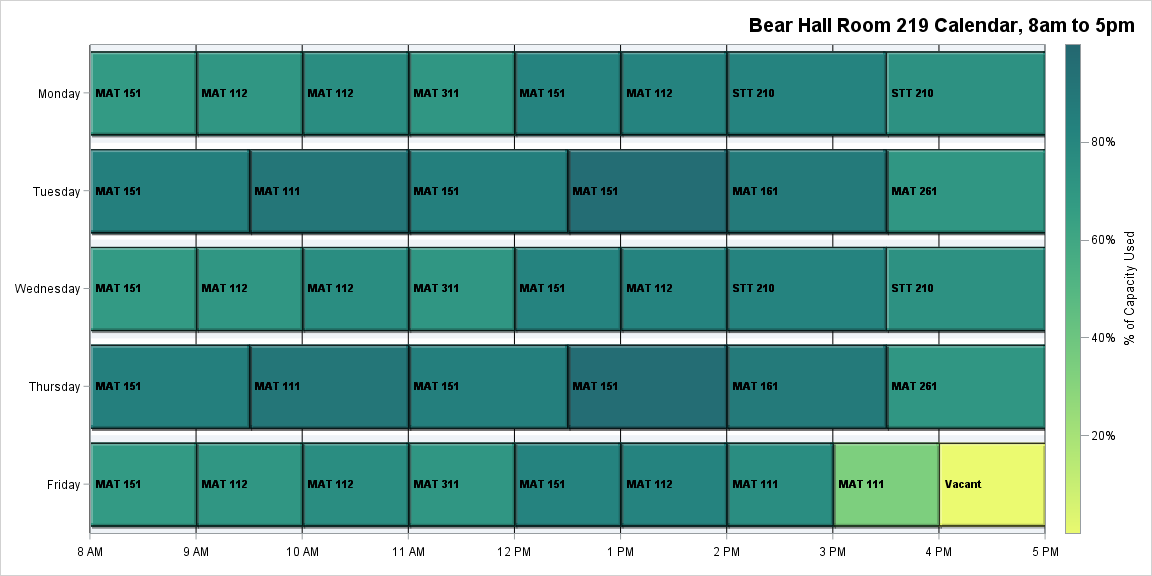 Bear Hall Room 219 Calendar, 8am to 5pm
Monday MAT 151 MAT 112 MAT 112 MAT 311 MAT 151 MAT 112 STT 210 STT 210
Tuesday MAT 151 MAT 111 MAT 151 MAT 151 MAT 161 MAT 261
Wednesday MAT 151 MAT 112 MAT 112 MAT 311 MAT 151 MAT 112 STT 210 STT 210
Thursday MAT 151 MAT 111 MAT 151 MAT 151 MAT 161 MAT 261
Friday MAT 151 MAT 112 MAT 112 MAT 311 MAT 151 MAT 112 MAT 111 MAT 111 Vacant
8 AM 9 AM 10 AM 11 AM 12 PM 1 PM 2 PM 3 PM 4 PM 5 PM
80%
60%
40%
20%
% of Capacity Used